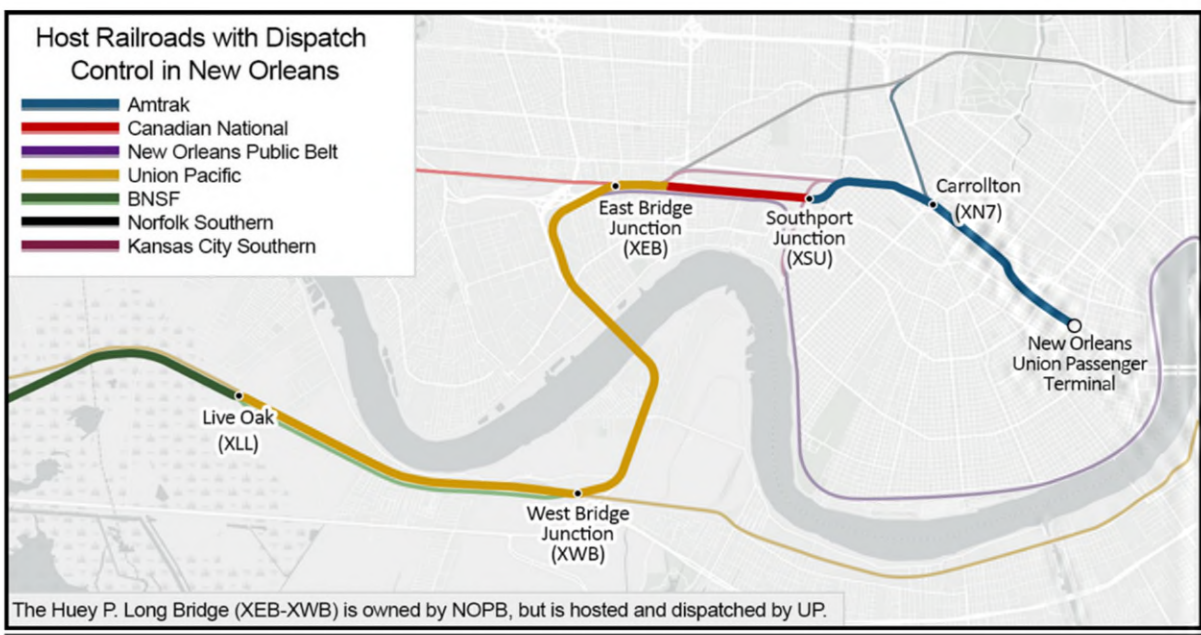 Host Railroads with Dispatch
Control in New Orleans
Amtrak
Canadian National
New Orleans Public Belt
Union Pacific
BNSF
Norfolk Southern
Kansas City Southern
East Bridge
Junction
(XEB)
Southport
Junction
(XSU)
Carrollton
(XN7)
New Orleans
Union Passenger
Terminal
Live Oak
(XLL)
West Bridge
Junction
(XWB)
The Huey P. Long Bridge (XEB-XWB) is owned by NOPB, but is hosted and dispatched by UP.